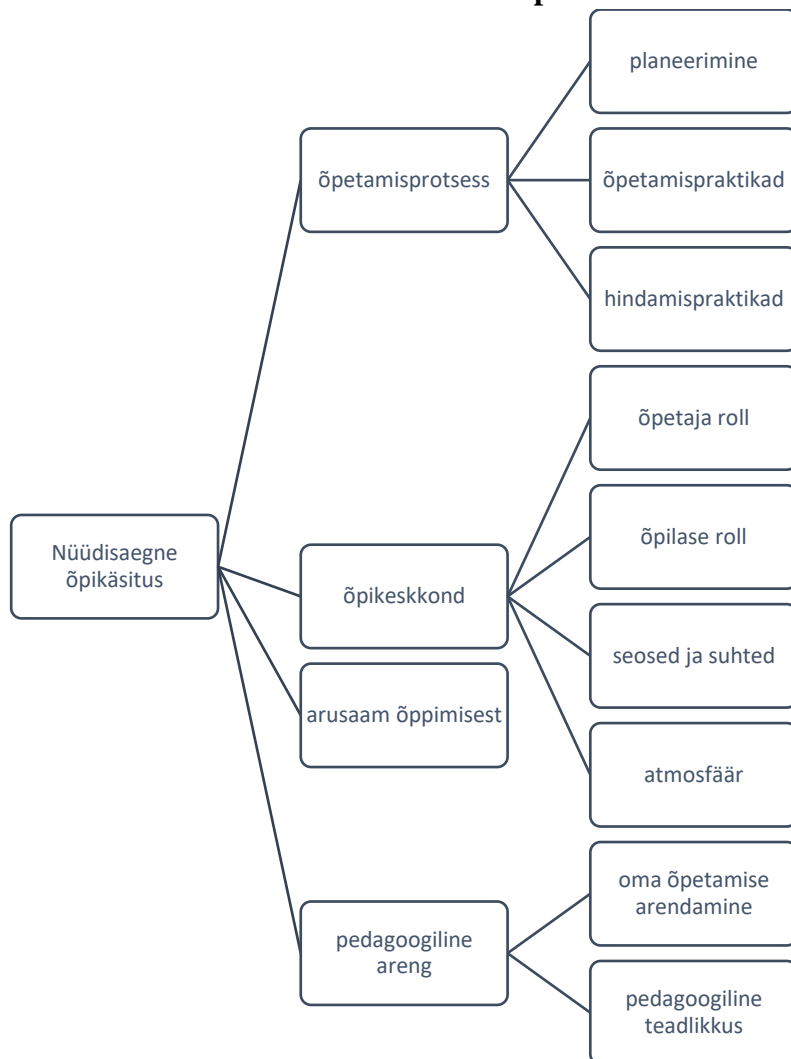 planeerimine
õpetamisprotsess
õpetamispraktikad
hindamispraktikad
õpetaja roll
Nüüdisaegne
õpikäsitus
õpikeskkond
õpilase roll
seosed ja suhted
arusaam õppimisest
atmosfäär
pedagoogiline
areng
oma õpetamise
arendamine
pedagoogiline
teadlikkus